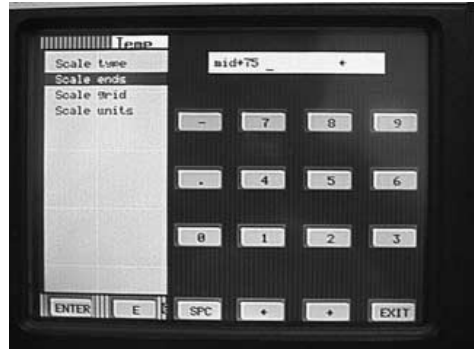 Temp
Scale type
Scale ends
Scale grid
Scale units
mid+75 _ +
- 7 8 9
. 4 5 6
0 1 2 3
ENTER E SPC + + EXIT